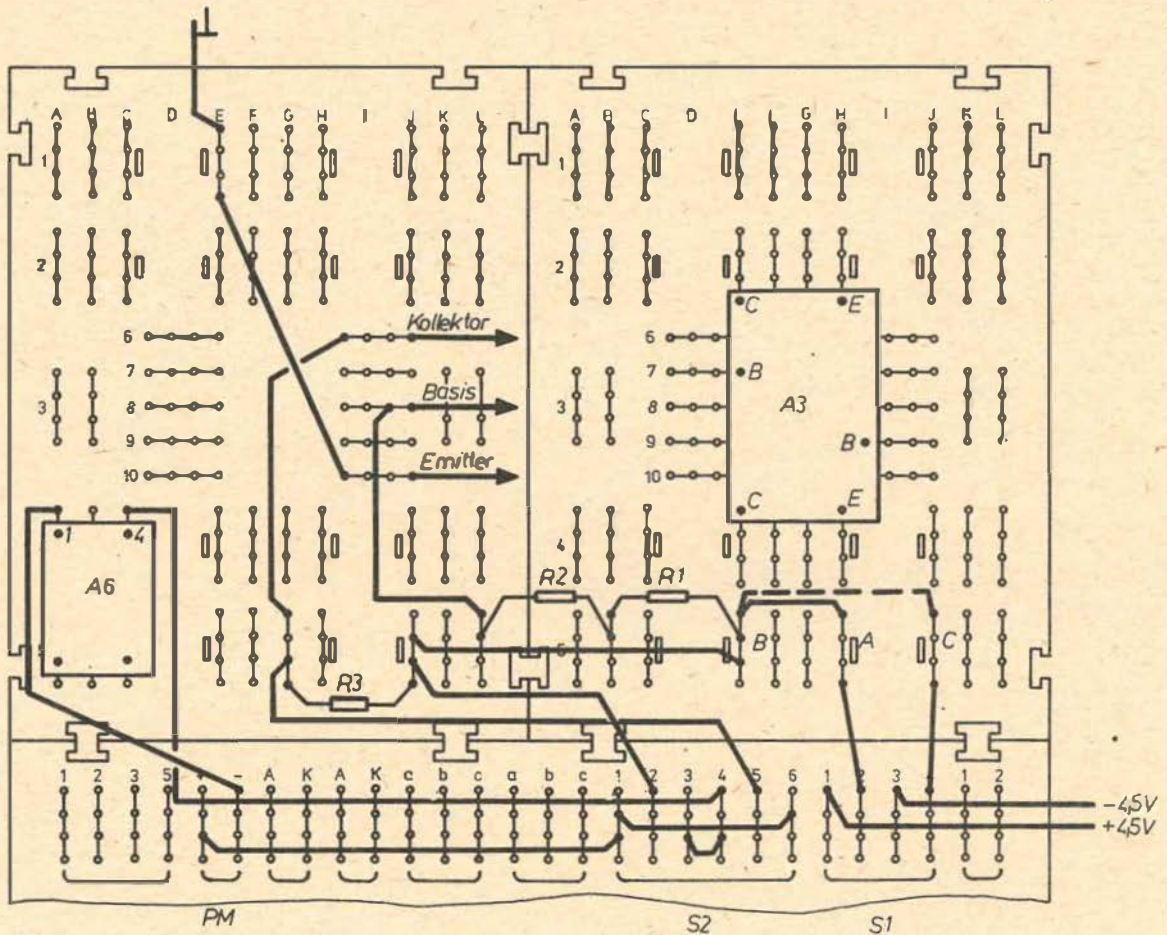 A H C D E F G H I J K L
A B C D L L G H I J K L
1
1
2
2
6
Kollektor
6
C E
7
7
B
3
8
Basis
3
8
A3
9
9
B
10
Emitter
10
C E
1 4
4
A6
R2 R1
5
B A C
R3
1 2 3 5 + - A K A K c b c a b c 1 2 3 4 5 6 1 2 3 4 1 2
-4,5V
+4,5V
PM S2 S1